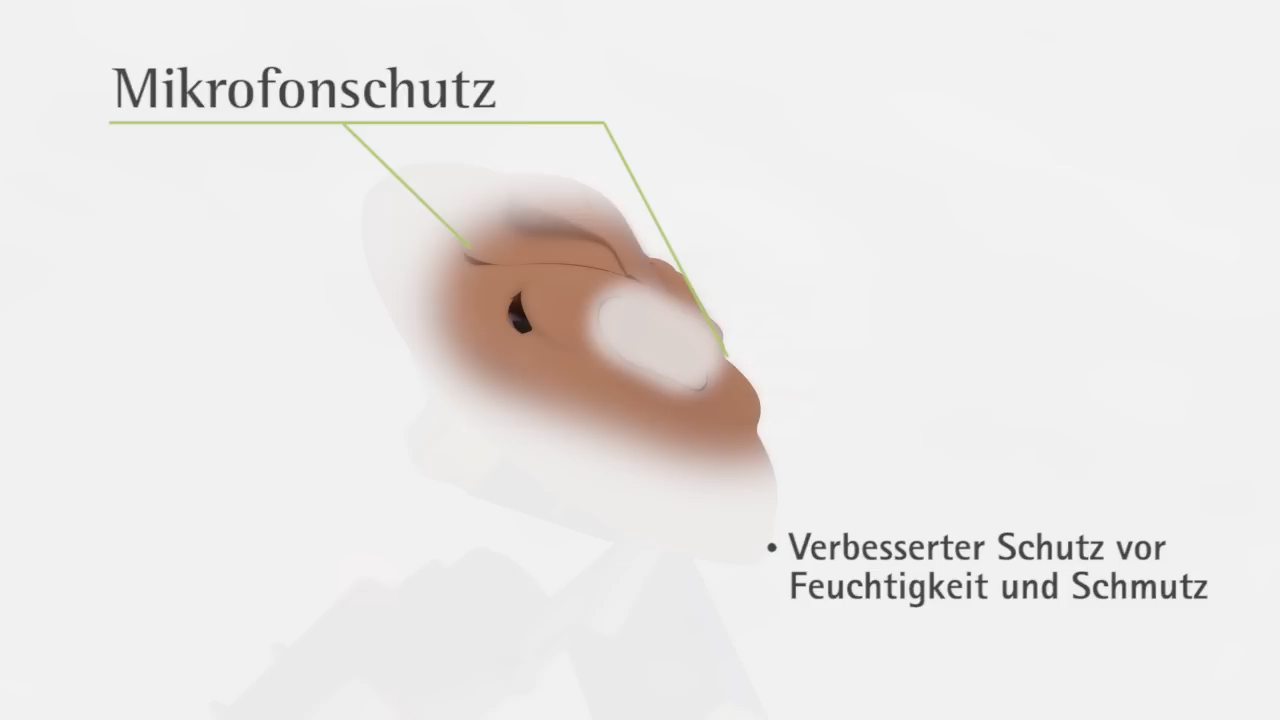 Mikrofonschutz
• Verbesserter Schutz vor
Feuchtigkeit und Schmutz